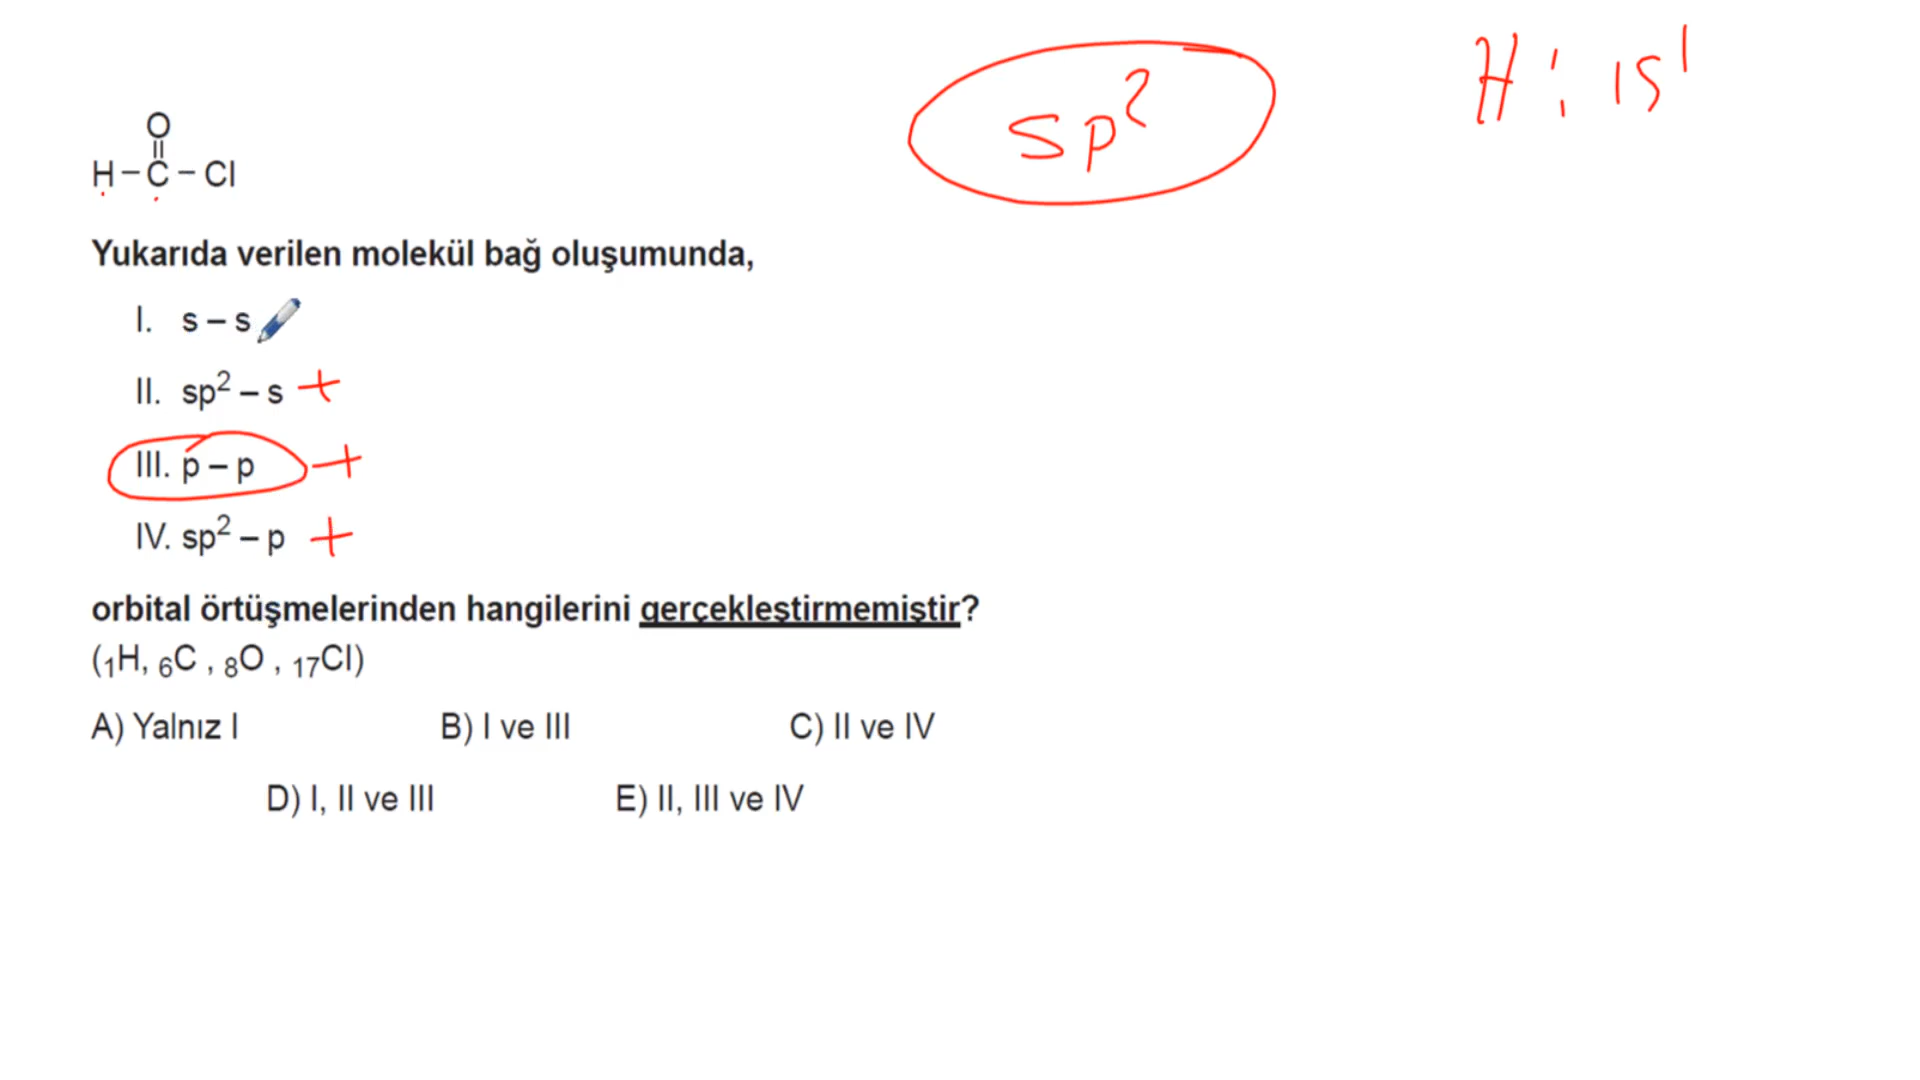 sp²
H : 1s¹
O
||
H – C – Cl
Yukarıda verilen molekül bağ oluşumunda,
I. s – s
II. sp² – s +
III. p – p +
IV. sp² – p +
orbital örtüşmelerinden hangilerini gerçekleştirmemiştir?
(₁H, ₆C , ₈O , ₁₇Cl)
A) Yalnız I B) I ve III C) II ve IV
D) I, II ve III E) II, III ve IV